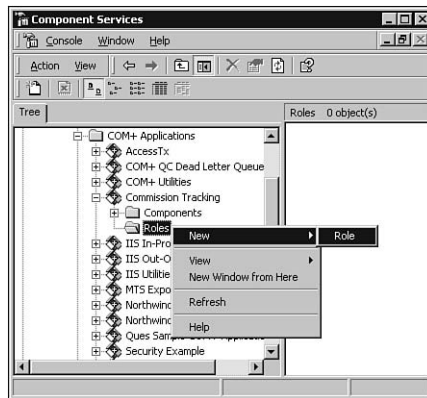 Component Services
Console Window Help
Action View
Tree
Roles 0 object(s)
COM+ Applications
AccessTx
COM+ QC Dead Letter Queue
COM+ Utilities
Commission Tracking
Components
Roles
IIS In-Pro
IIS Out-O
IIS Utilitie
MTS Expo
Northwind
Northwind
Ques Sam
Security Example
New
Role
View
New Window from Here
Refresh
Help